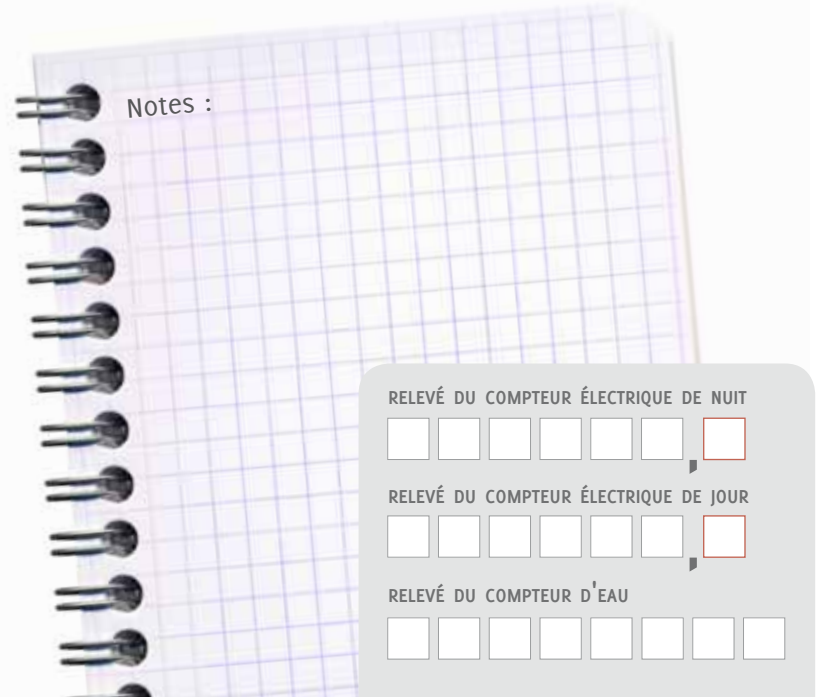 Notes :
RELEVÉ DU COMPTEUR ÉLECTRIQUE DE NUIT
,
RELEVÉ DU COMPTEUR ÉLECTRIQUE DE JOUR
,
RELEVÉ DU COMPTEUR D'EAU